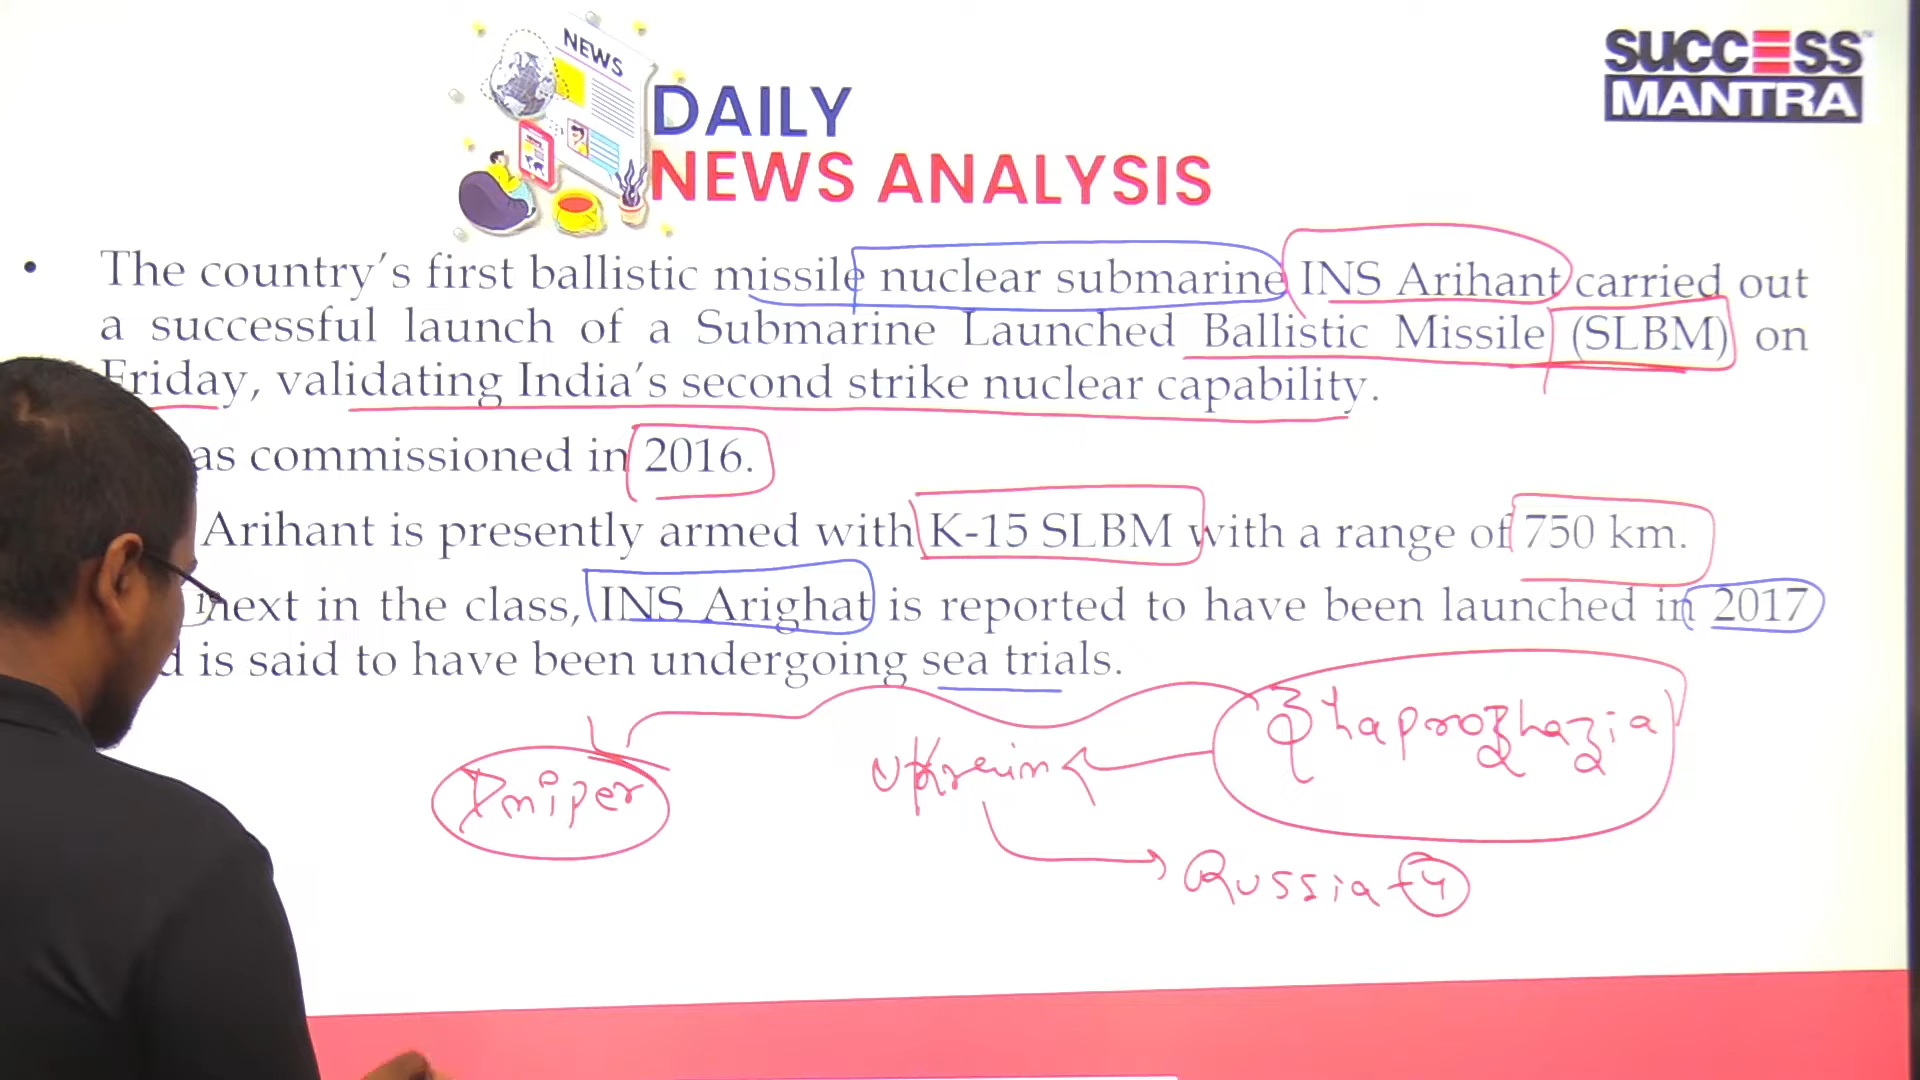 NEWS
SUCCESS
MANTRA
DAILY
NEWS ANALYSIS
• The country's first ballistic missile nuclear submarine INS Arihant carried out
a successful launch of a Submarine Launched Ballistic Missile (SLBM) on
Friday, validating India's second strike nuclear capability.
as commissioned in 2016.
Arihant is presently armed with K-15 SLBM with a range of 750 km.
next in the class, INS Arighat is reported to have been launched in 2017
d is said to have been undergoing sea trials.
Zhaprozhazia
Dniper
Ukrein
Russia - 4